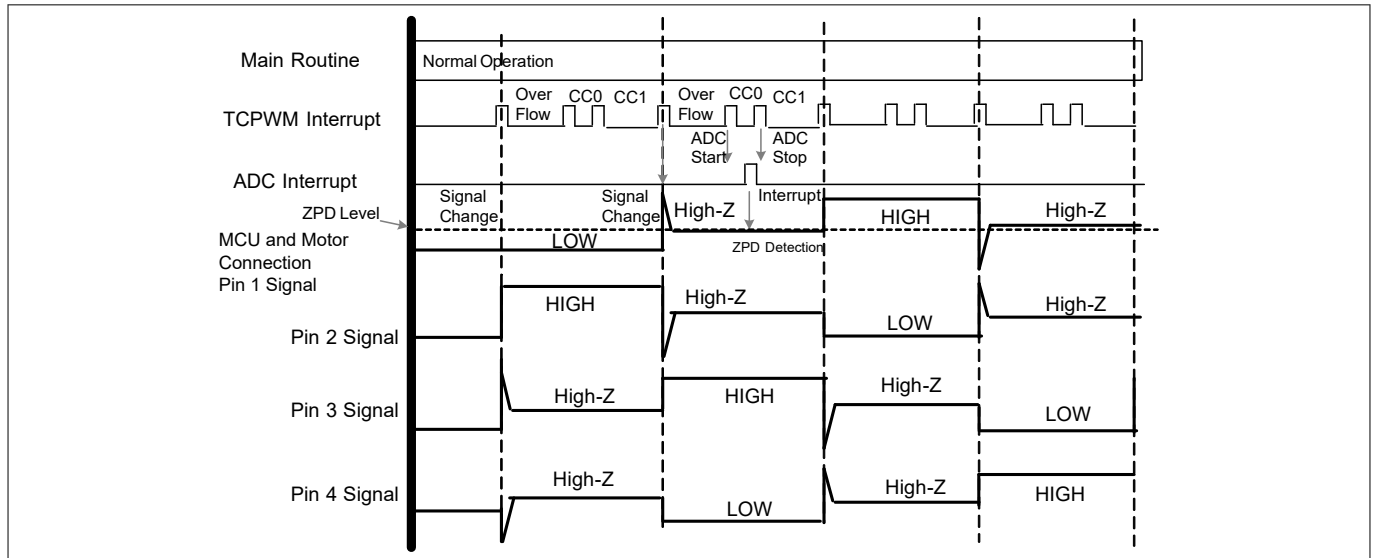 Main Routine
Normal Operation
Over
Flow
CC0
CC1
Over
Flow
CC0
CC1
TCPWM Interrupt
ADC
Start
ADC
Stop
ADC Interrupt
Signal
Change
Signal
Change
High-Z
Interrupt
HIGH
High-Z
ZPD Level
LOW
ZPD Detection
MCU and Motor
Connection
Pin 1 Signal
HIGH
High-Z
High-Z
Pin 2 Signal
LOW
High-Z
HIGH
High-Z
Pin 3 Signal
LOW
High-Z
High-Z
Pin 4 Signal
LOW
HIGH